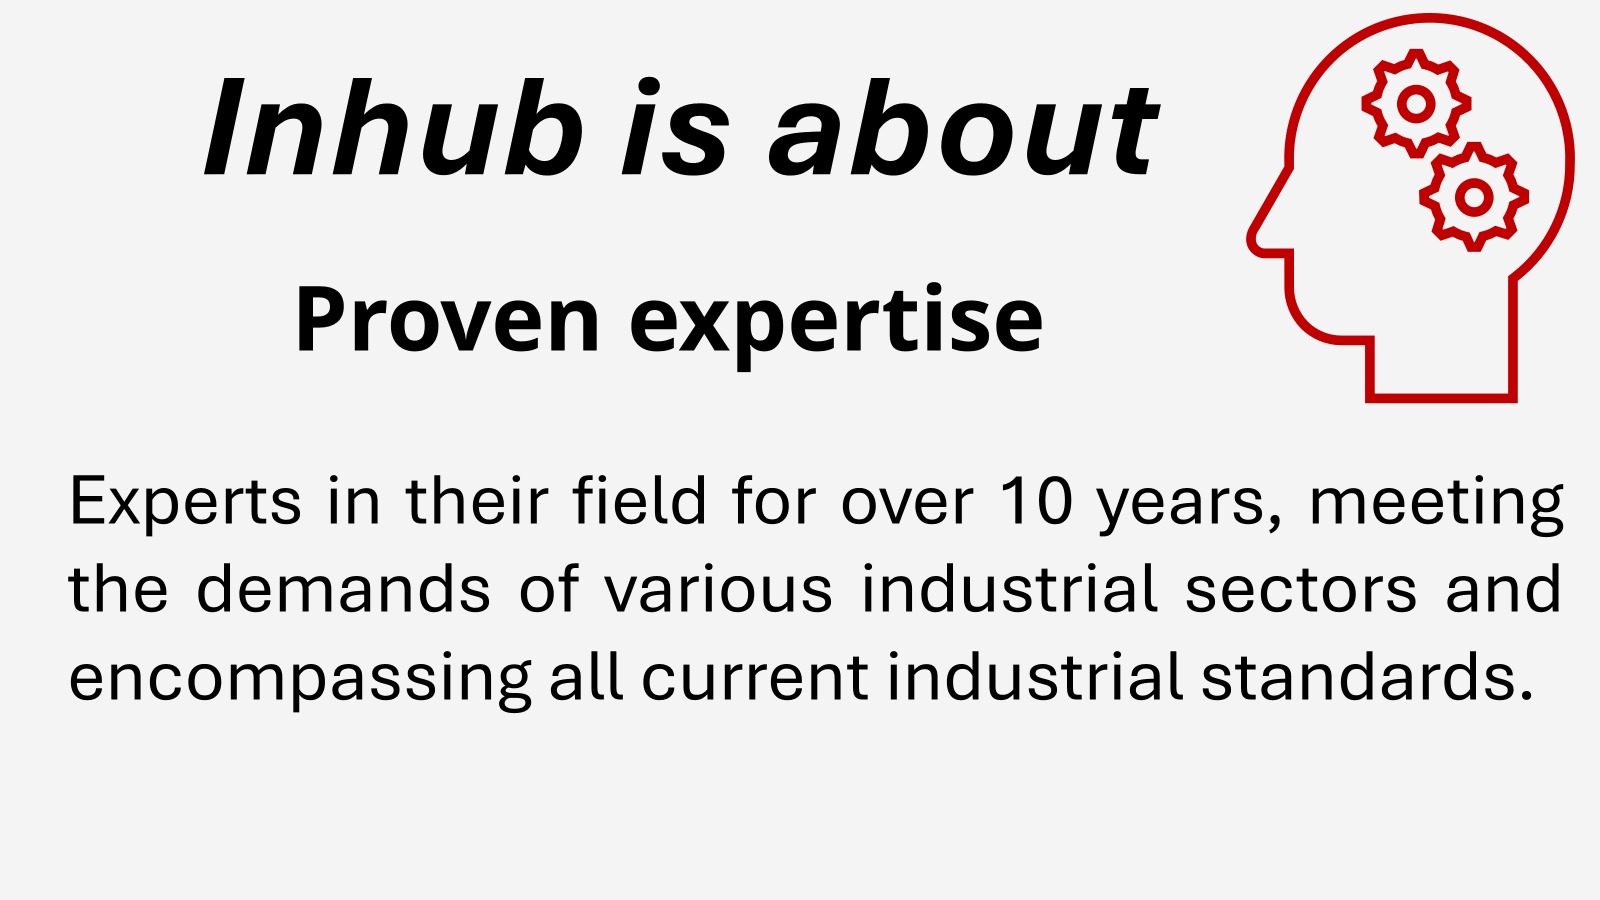 Inhub is about
Proven expertise
Experts in their field for over 10 years, meeting
the demands of various industrial sectors and
encompassing all current industrial standards.